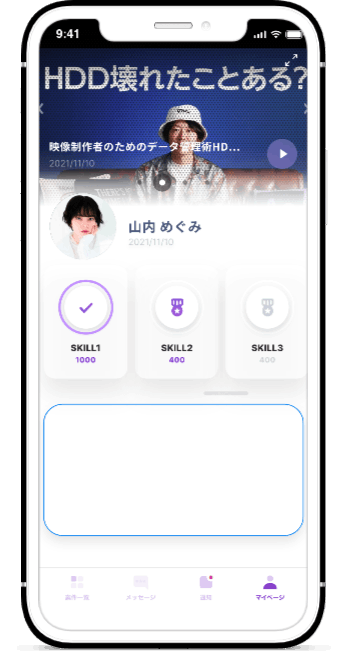 9:41
HDD壊れたことある?
映像制作者のためのデータ管理術HD...
2021/11/10
山内 めぐみ
2021/11/10
SKILL1 SKILL2 SKILL3
1000 400 400
案件一覧 メッセージ 通知 マイページ